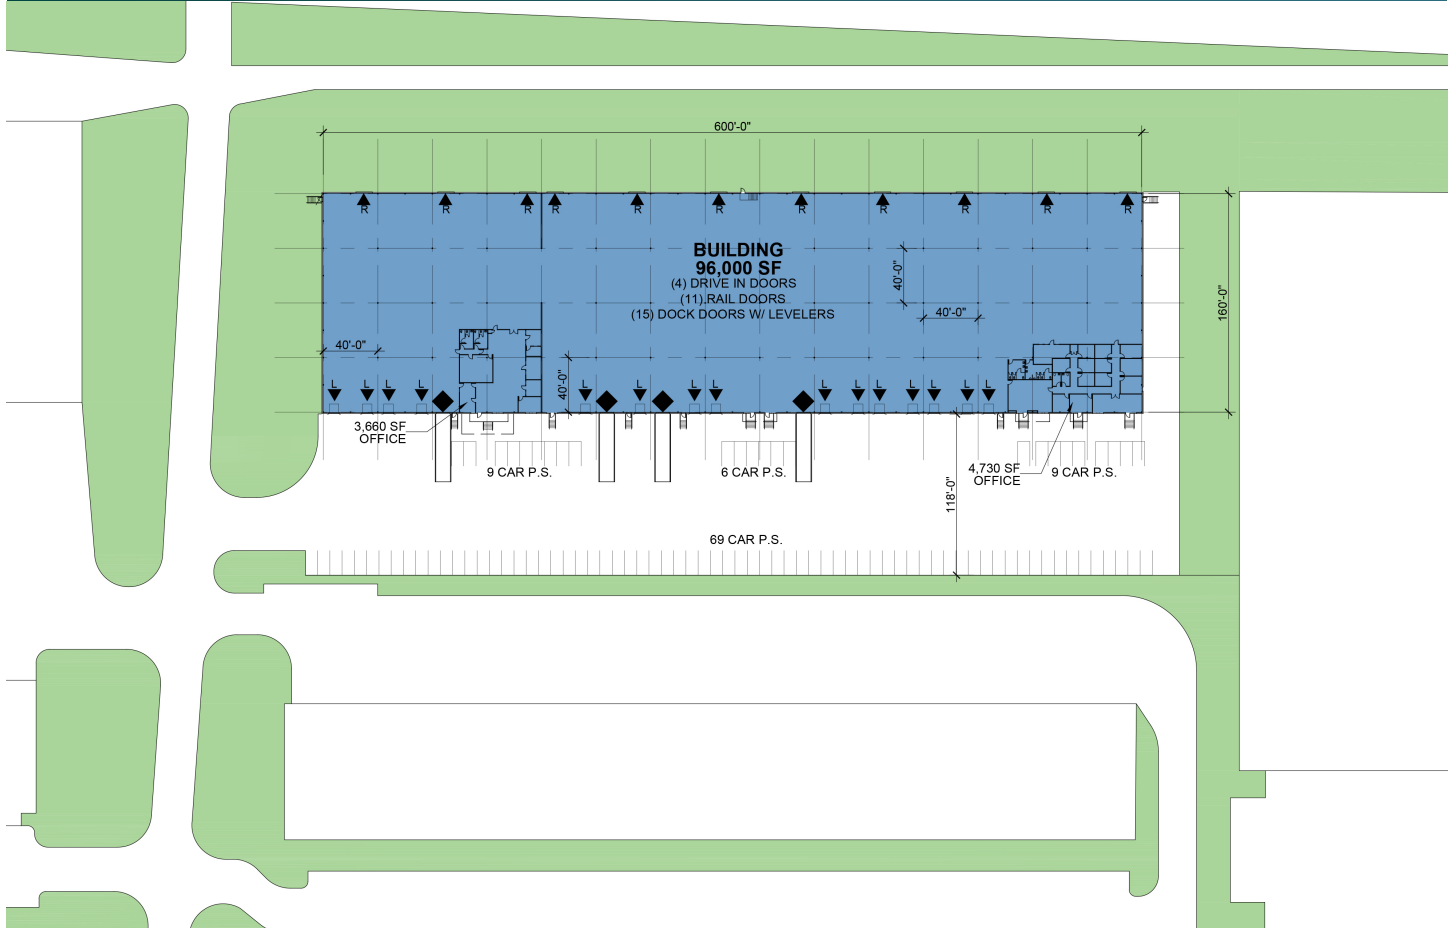 600'-0"
R R R R R R R R R R R
BUILDING
96,000 SF
(4) DRIVE IN DOORS
(11) RAIL DOORS
(15) DOCK DOORS W/ LEVELERS
40'-0"
40'-0"
160'-0"
40'-0"
40'-0"
L L L L L L L L L L L L L L L
3,660 SF
OFFICE
9 CAR P.S.
6 CAR P.S.
4,730 SF
OFFICE
9 CAR P.S.
118'-0"
69 CAR P.S.